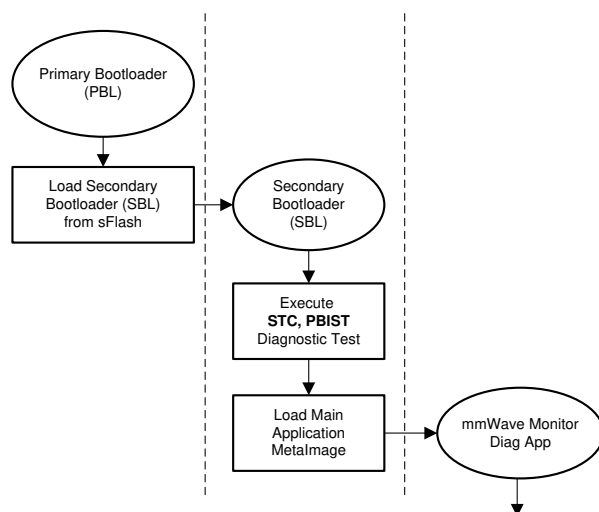 Primary Bootloader
(PBL)
Load Secondary
Bootloader (SBL)
from sFlash
Secondary
Bootloader
(SBL)
Execute
STC, PBIST
Diagnostic Test
Load Main
Application
MetaImage
mmWave Monitor
Diag App